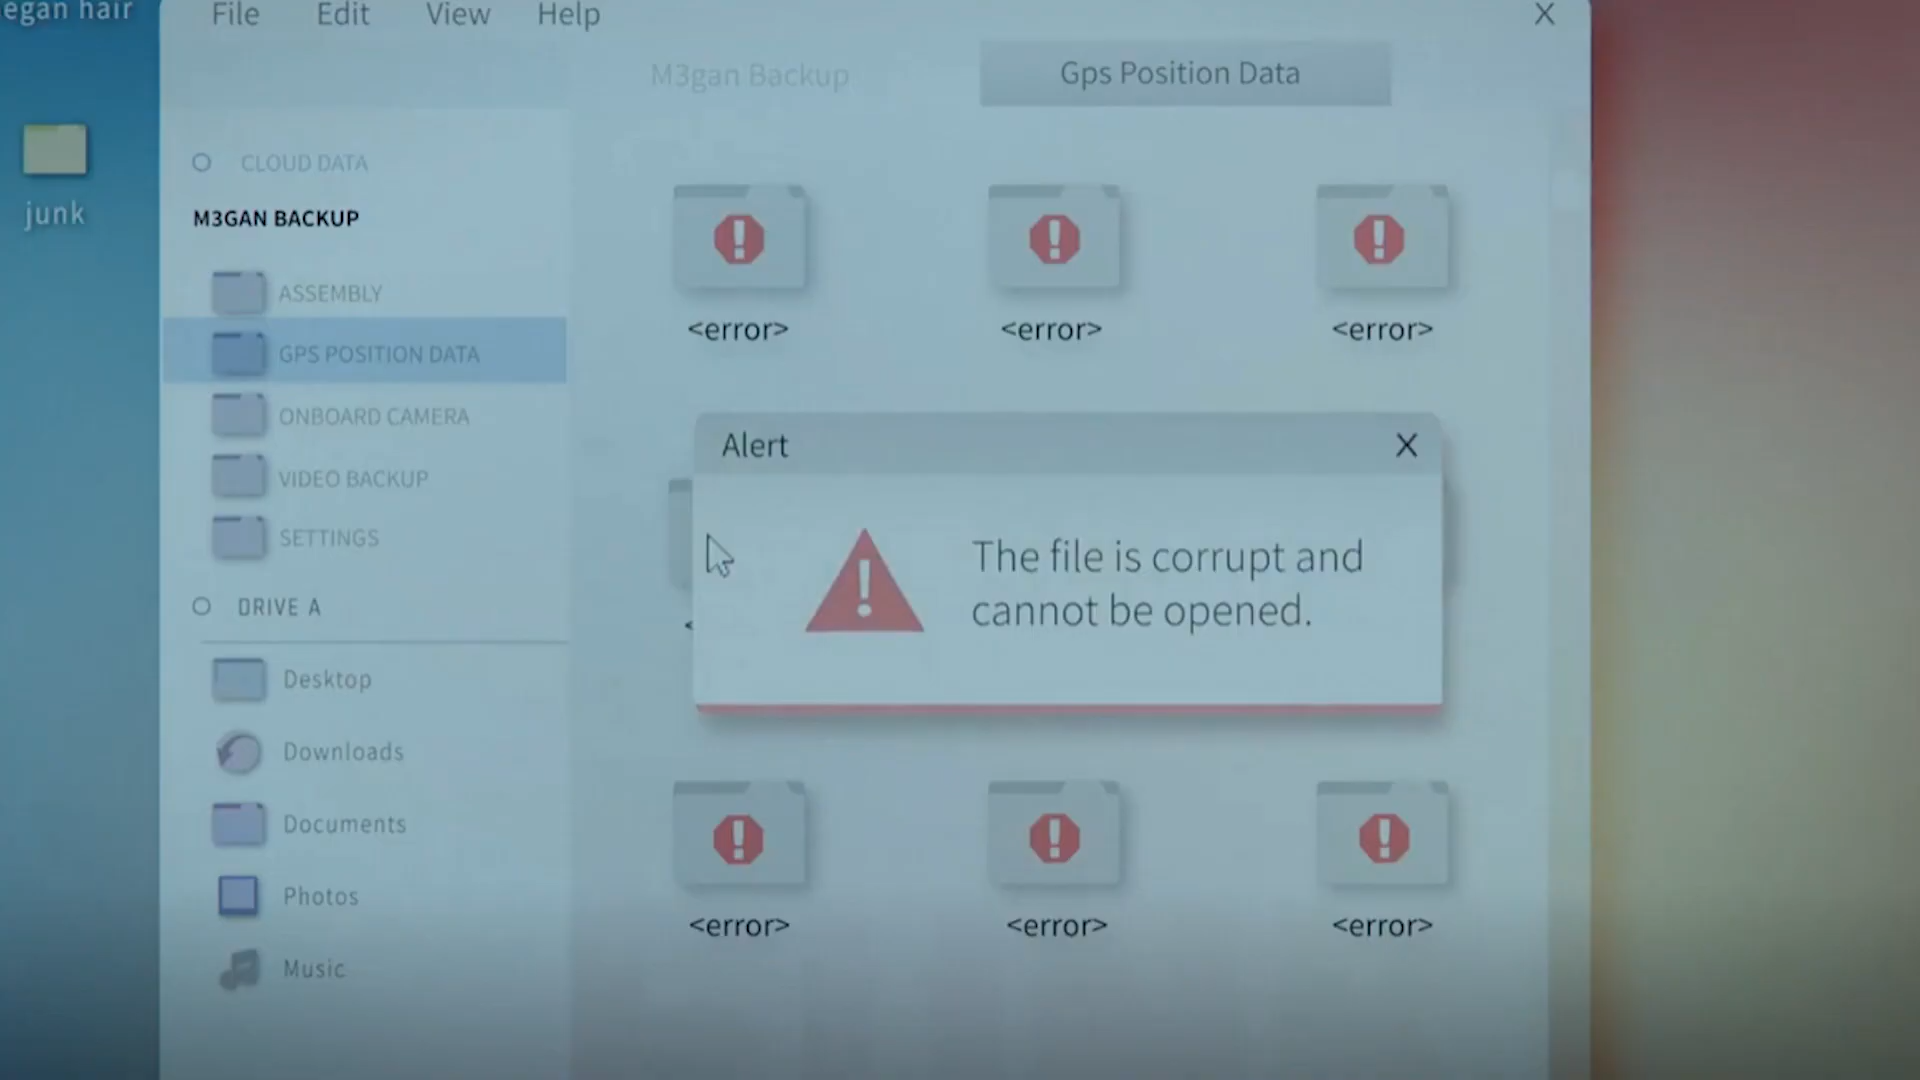 egan hair
junk
File Edit View Help X
M3gan Backup Gps Position Data
CLOUD DATA
M3GAN BACKUP
ASSEMBLY
GPS POSITION DATA
ONBOARD CAMERA
VIDEO BACKUP
SETTINGS
DRIVE A
Desktop
Downloads
Documents
Photos
Music
<error> <error> <error>
Alert X
The file is corrupt and
cannot be opened.
<error> <error> <error>